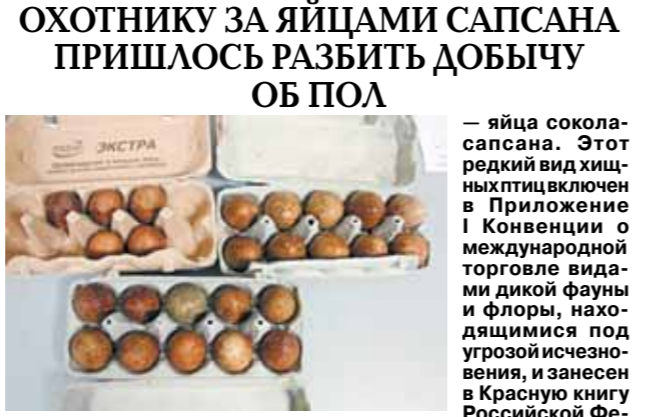 ОХОТНИКУ ЗА ЯЙЦАМИ САПСАНА
ПРИШЛОСЬ РАЗБИТЬ ДОБЫЧУ
ОБ ПОЛ
ЭКСТРА
— яйца сокола-
сапсана. Этот
редкий вид хищ-
ных птиц включен
в Приложение
I Конвенции о
международной
торговле вида-
ми дикой фауны
и флоры, нахо-
дящимися под
угрозой исчезно-
вения, и занесен
в Красную книгу
Российской Фе-